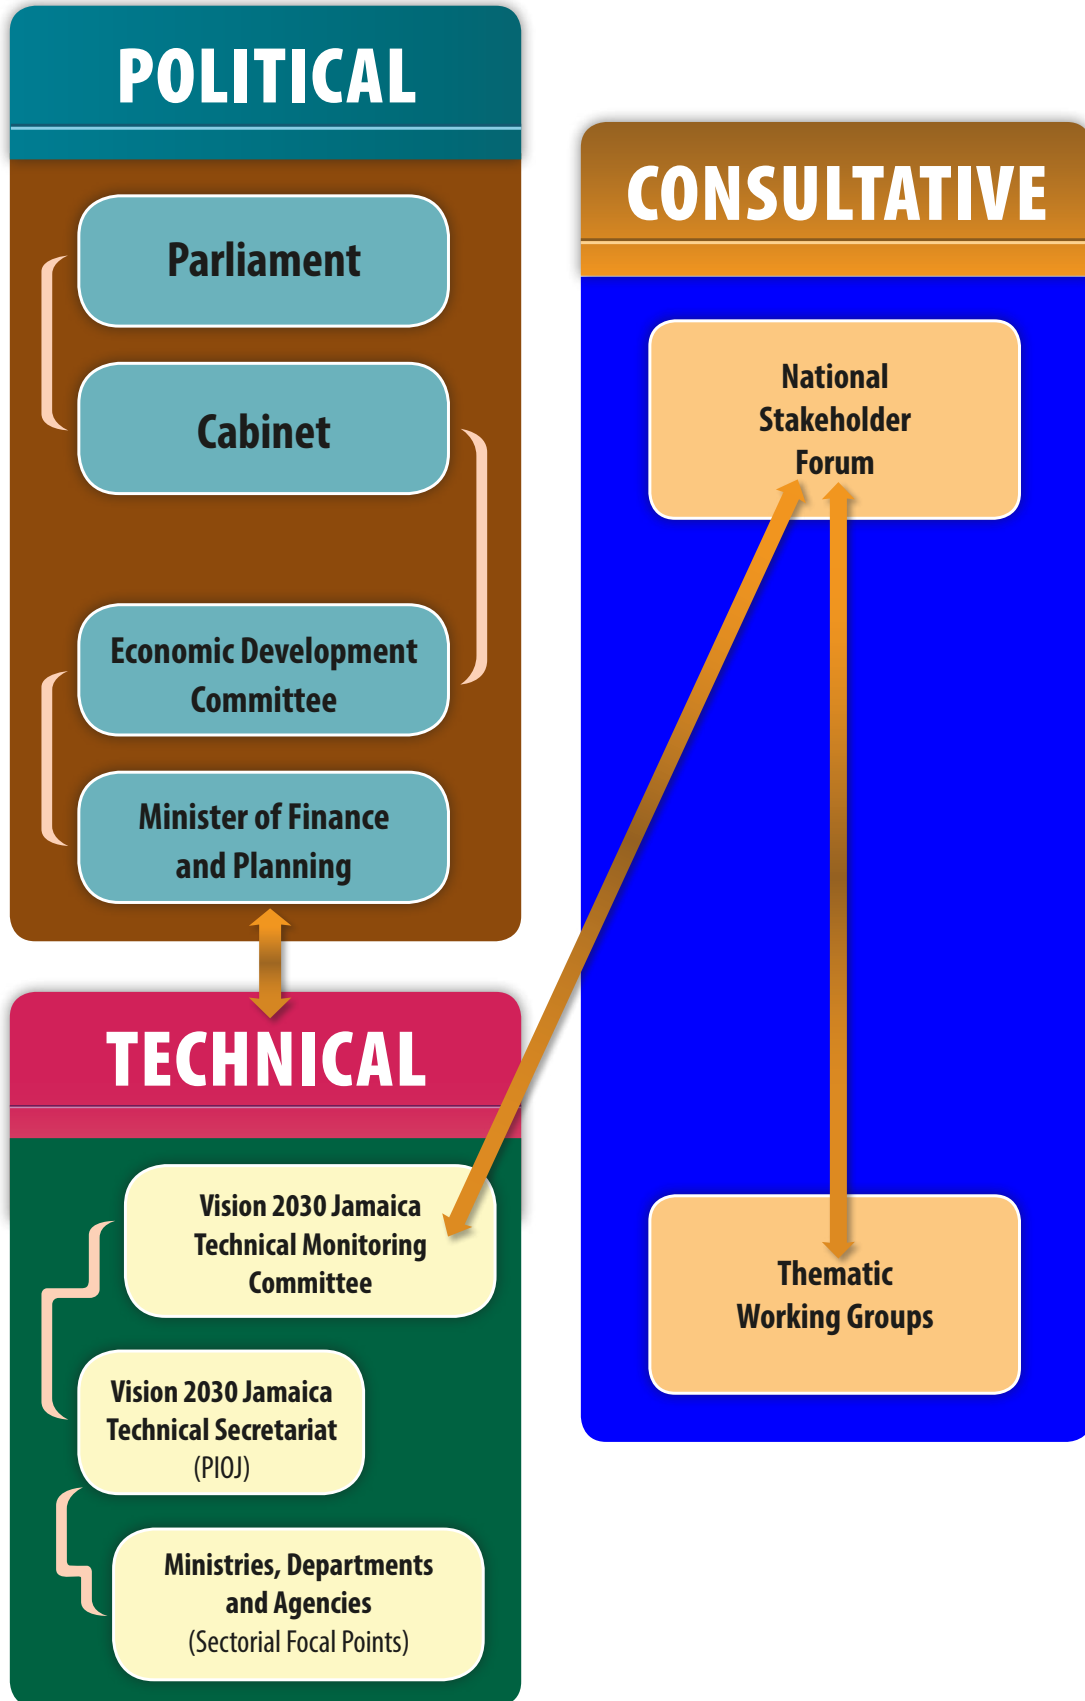 POLITICAL
Parliament
Cabinet
Economic Development
Committee
Minister of Finance
and Planning
TECHNICAL
Vision 2030 Jamaica
Technical Monitoring
Committee
Vision 2030 Jamaica
Technical Secretariat
(PIOJ)
Ministries, Departments
and Agencies
(Sectorial Focal Points)
CONSULTATIVE
National
Stakeholder
Forum
Thematic
Working Groups